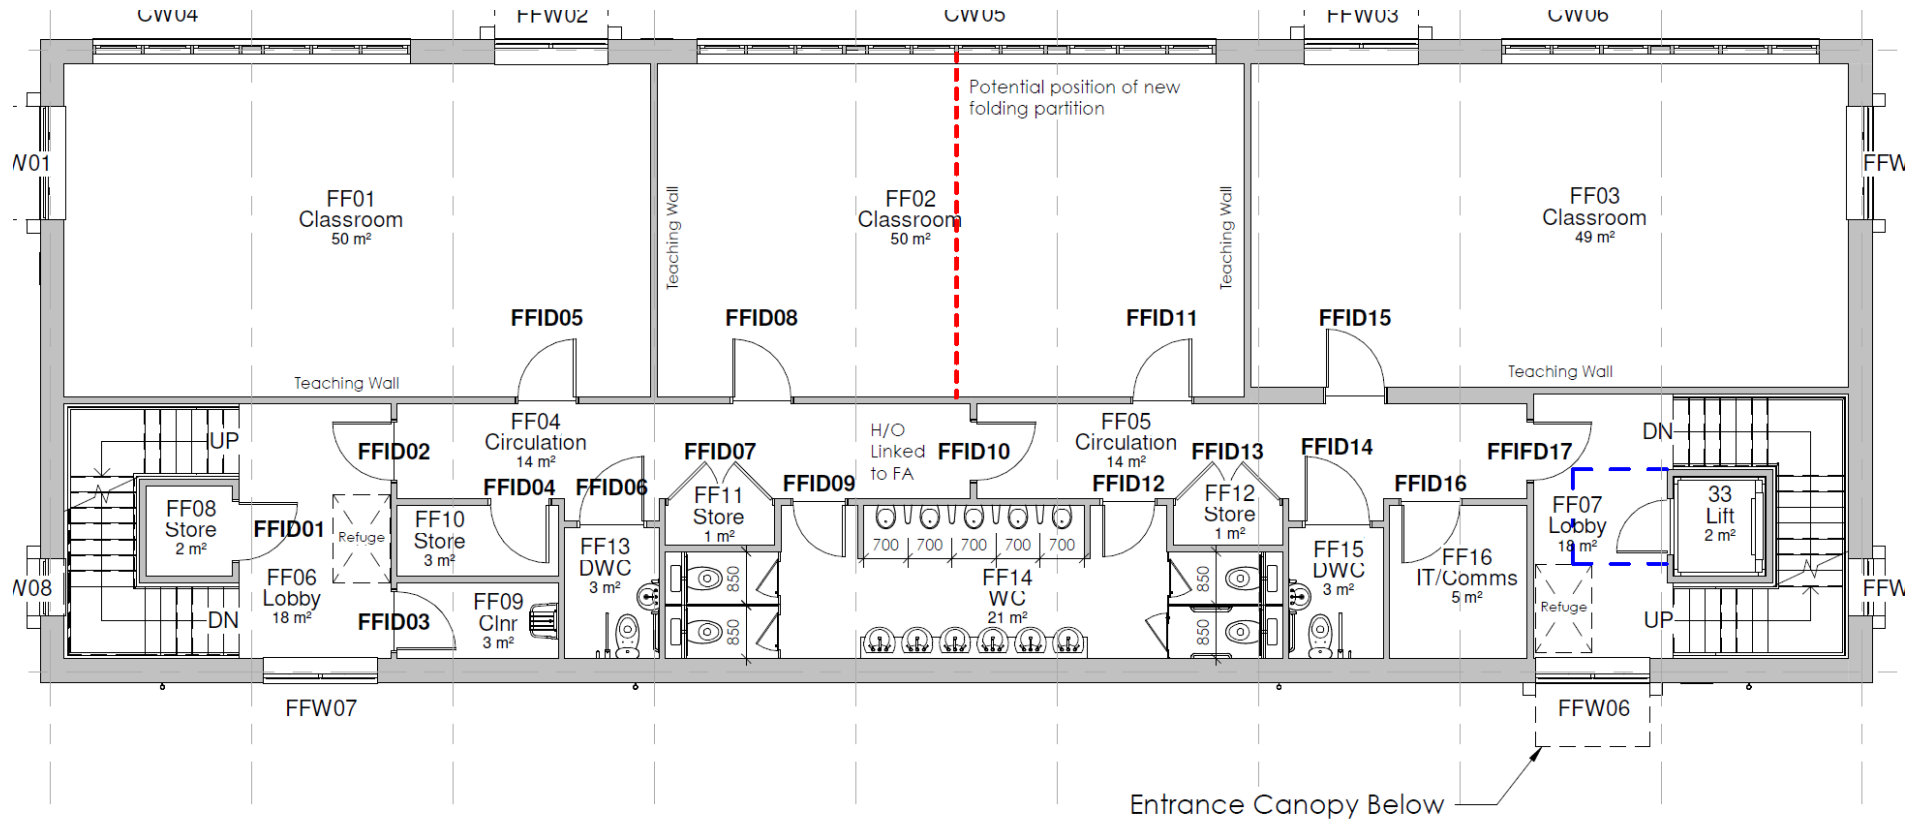 CW04
FFW02
CW05
FFW03
CW06
Potential position of new
folding partition
W01
FFW
FF01
Classroom
50 m²
Teaching Wall
FF02
Classroom
50 m²
Teaching Wall
FF03
Classroom
49 m²
FFID05
FFID08
FFID11
FFID15
Teaching Wall
Teaching Wall
UP
FFID02
FF04
Circulation
14 m²
FFID07
H/O
Linked
to FA
FFID10
FF05
Circulation
14 m²
FFID13
FFID14
FFIFD17
DN
FFID04
FFID06
FFID09
FFID12
FFID16
FF08
Store
2 m²
FFID01
Refuge
FF10
Store
3 m²
FF11
Store
1 m²
700
700
700
700
700
FF12
Store
1 m²
FF07
Lobby
18 m²
33
Lift
2 m²
FF13
DWC
3 m²
FF15
DWC
3 m²
FF16
IT/Comms
5 m²
W08
FF06
Lobby
18 m²
DN
FFID03
FF09
Clnr
3 m²
850
850
FF14
WC
21 m²
850
850
Refuge
UP
FFW
FFW07
FFW06
Entrance Canopy Below